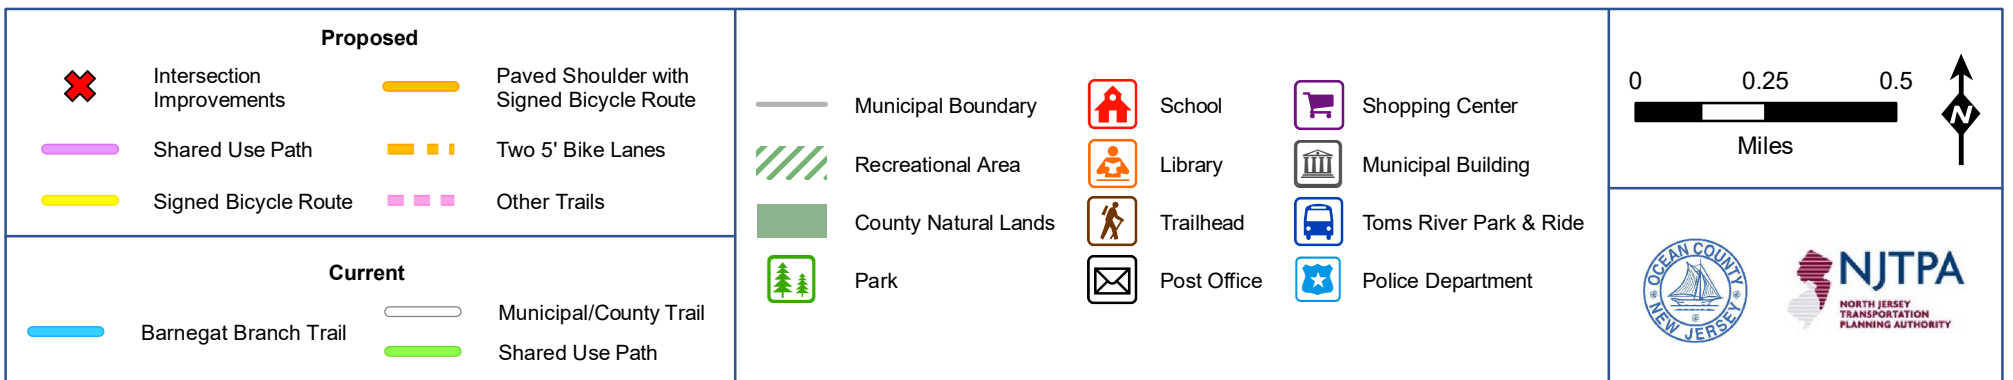 Proposed
Intersection
Improvements
Paved Shoulder with
Signed Bicycle Route
Shared Use Path
Two 5' Bike Lanes
Signed Bicycle Route
Other Trails
Current
Barnegat Branch Trail
Municipal/County Trail
Shared Use Path
Municipal Boundary
Recreational Area
County Natural Lands
Park
School
Library
Trailhead
Post Office
Shopping Center
Municipal Building
Toms River Park & Ride
Police Department
0 0.25 0.5
Miles
N
OCEAN COUNTY
NEW JERSEY
NJTPA
NORTH JERSEY
TRANSPORTATION
PLANNING AUTHORITY